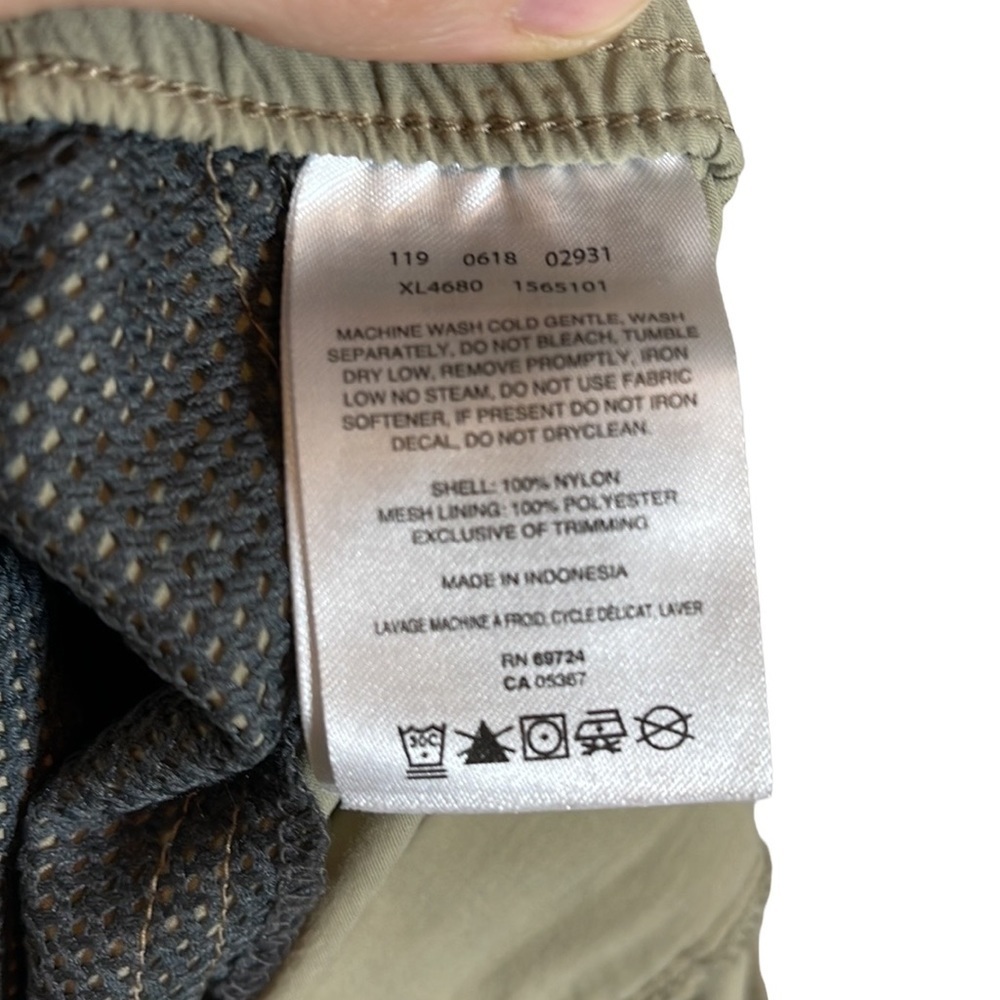 119 0618 02931
XL4680 1565101
MACHINE WASH COLD GENTLE, WASH
SEPARATELY, DO NOT BLEACH, TUMBLE
DRY LOW, REMOVE PROMPTLY, IRON
LOW NO STEAM, DO NOT USE FABRIC
SOFTENER, IF PRESENT DO NOT IRON
DECAL, DO NOT DRYCLEAN.
SHELL: 100% NYLON
MESH LINING: 100% POLYESTER
EXCLUSIVE OF TRIMMING
MADE IN INDONESIA
LAVAGE MACHINE A FROID, CYCLE DÉLICAT, LAVER
RN 69724
CA 05367
30C